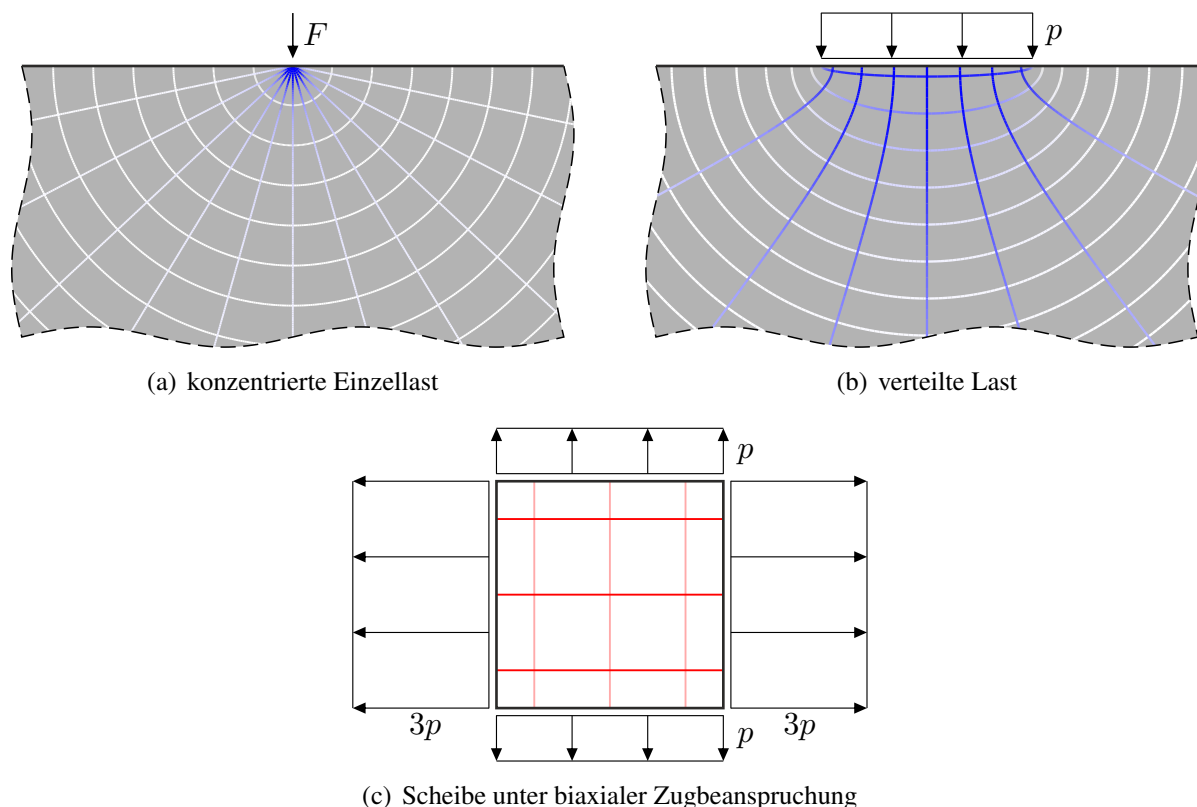 F
p
(a) konzentrierte Einzellast
(b) verteilte Last
p
3p
p
3p
(c) Scheibe unter biaxialer Zugbeanspruchung